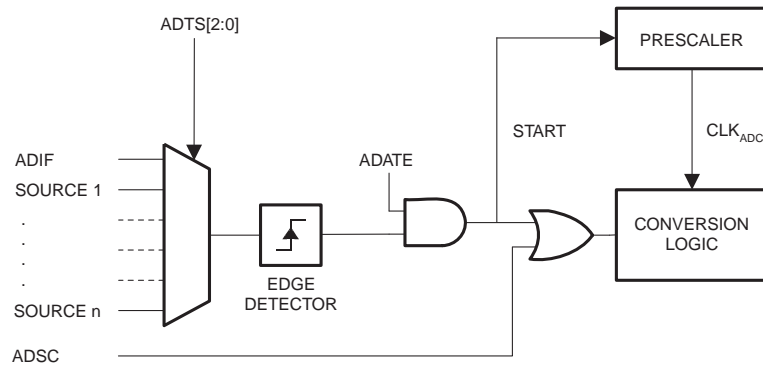 ADTS[2:0]
PRESCALER
START
CLKADC
ADIF
ADATE
SOURCE 1
.
.
.
.
CONVERSION
LOGIC
EDGE
DETECTOR
SOURCE n
ADSC